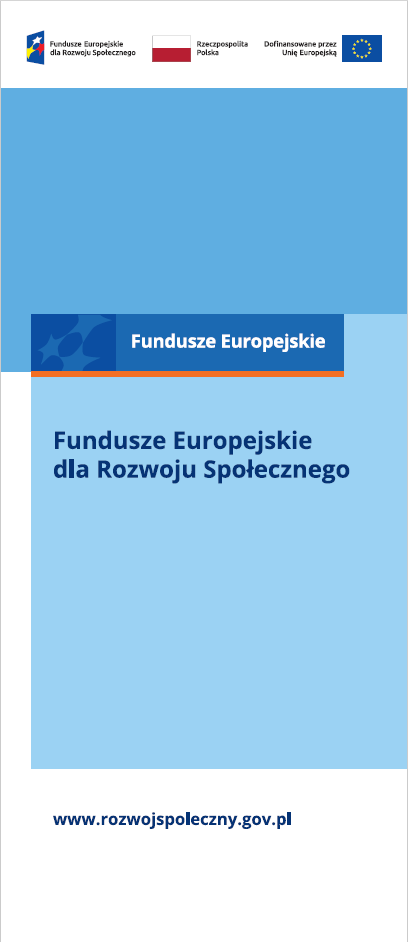 Fundusze Europejskie
dla Rozwoju Społecznego
Rzeczpospolita
Polska
Dofinansowane przez
Unię Europejską
Fundusze Europejskie
Fundusze Europejskie
dla Rozwoju Społecznego
www.rozwojspoleczny.gov.pl